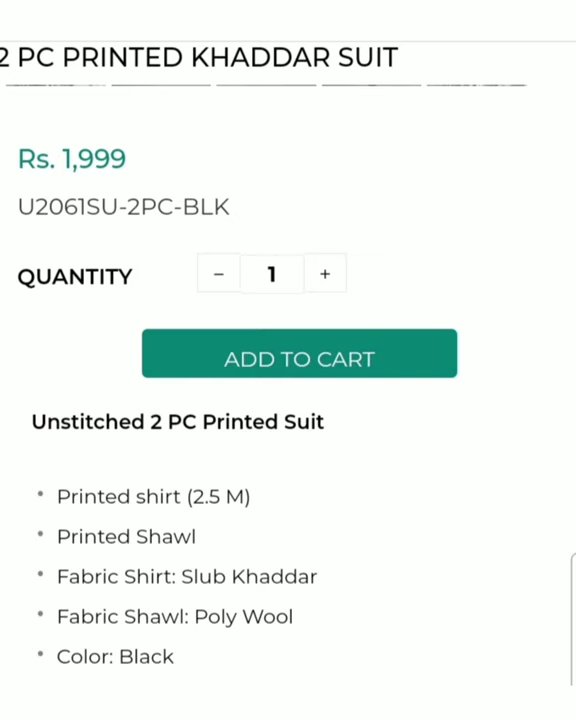 2 PC PRINTED KHADDAR SUIT
Rs. 1,999
U2061SU-2PC-BLK
QUANTITY − 1 +
ADD TO CART
Unstitched 2 PC Printed Suit
• Printed shirt (2.5 M)
• Printed Shawl
• Fabric Shirt: Slub Khaddar
• Fabric Shawl: Poly Wool
• Color: Black